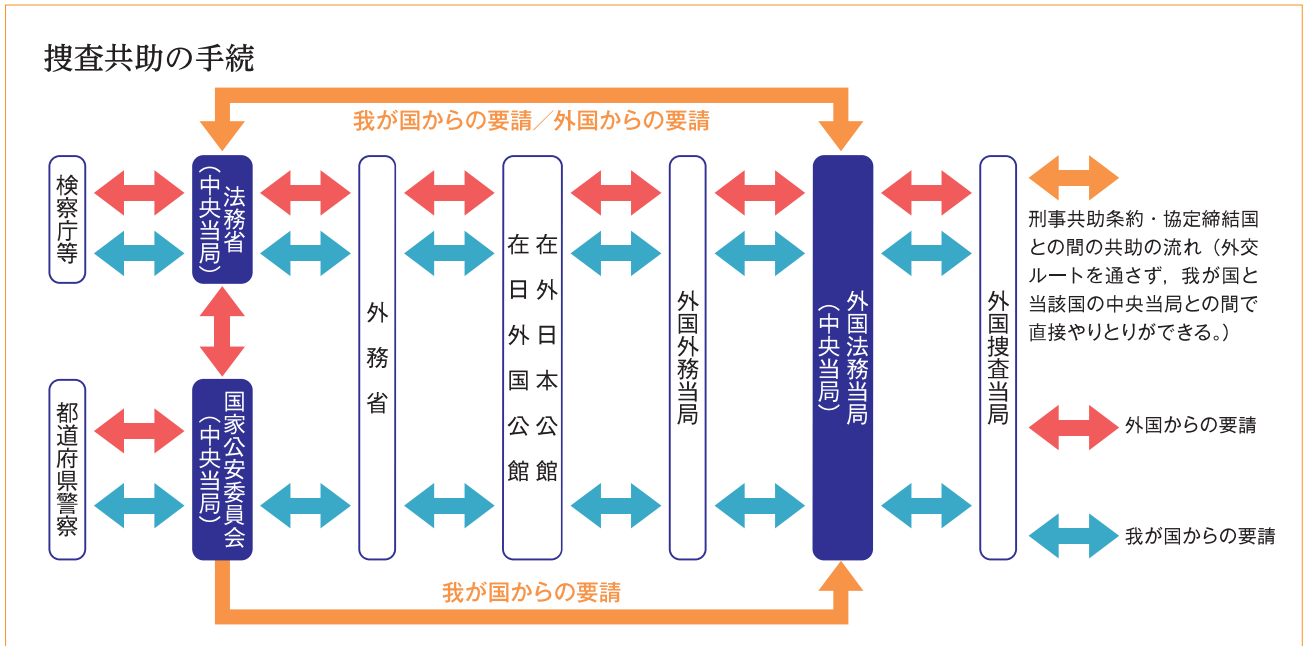 捜査共助の手続
我が国からの要請／外国からの要請
検察庁等
法務省
（中央当局）
都道府県警察
国家公安委員会
（中央当局）
外務省
在外日本公館
在日外国公館
外国外務当局
外国法務当局
（中央当局）
外国捜査当局
刑事共助条約・協定締結国
との間の共助の流れ（外交
ルートを通さず，我が国と
当該国の中央当局との間で
直接やりとりができる。）
外国からの要請
我が国からの要請
我が国からの要請